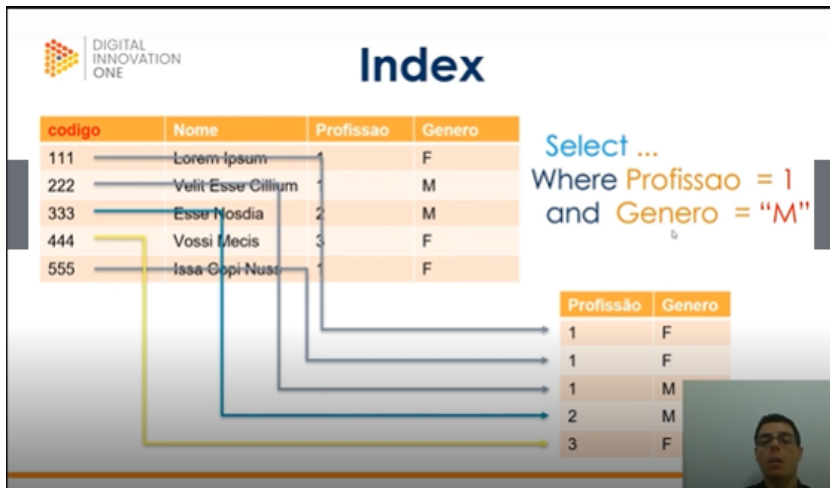 DIGITAL
INNOVATION
ONE
Index
codigo Nome Profissao Genero
111 Lorem Ipsum 1 F
222 Velit Esse Cillium 1 M
333 Esse Nosdia 2 M
444 Vossi Mecis 3 F
555 Issa Copi Nuss 1 F
Select ...
Where Profissao = 1
and Genero = “M”
Profissão Genero
1 F
1 F
1 M
2 M
3 F